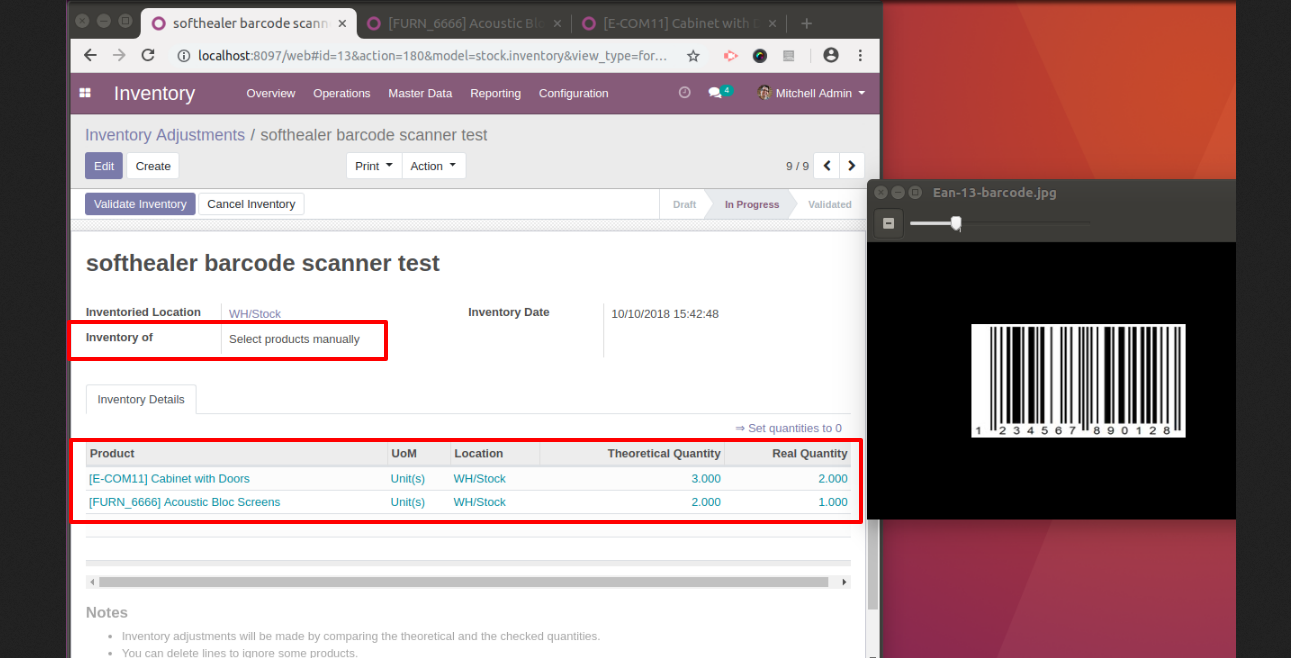 softhealer barcode scann
[FURN_6666] Acoustic Blo
[E-COM11] Cabinet with D
localhost:8097/web#id=13&action=180&model=stock.inventory&view_type=for...
Inventory Overview Operations Master Data Reporting Configuration 4 Mitchell Admin
Inventory Adjustments / softhealer barcode scanner test
Edit Create Print Action 9 / 9
Validate Inventory Cancel Inventory Draft In Progress Validated
softhealer barcode scanner test
Inventoried Location WH/Stock Inventory Date 10/10/2018 15:42:48
Inventory of Select products manually
Inventory Details
⇒ Set quantities to 0
Product UoM Location Theoretical Quantity Real Quantity
[E-COM11] Cabinet with Doors Unit(s) WH/Stock 3.000 2.000
[FURN_6666] Acoustic Bloc Screens Unit(s) WH/Stock 2.000 1.000
Notes
• Inventory adjustments will be made by comparing the theoretical and the checked quantities.
• You can delete lines to ignore some products.
Ean-13-barcode.jpg
1 234567 890128